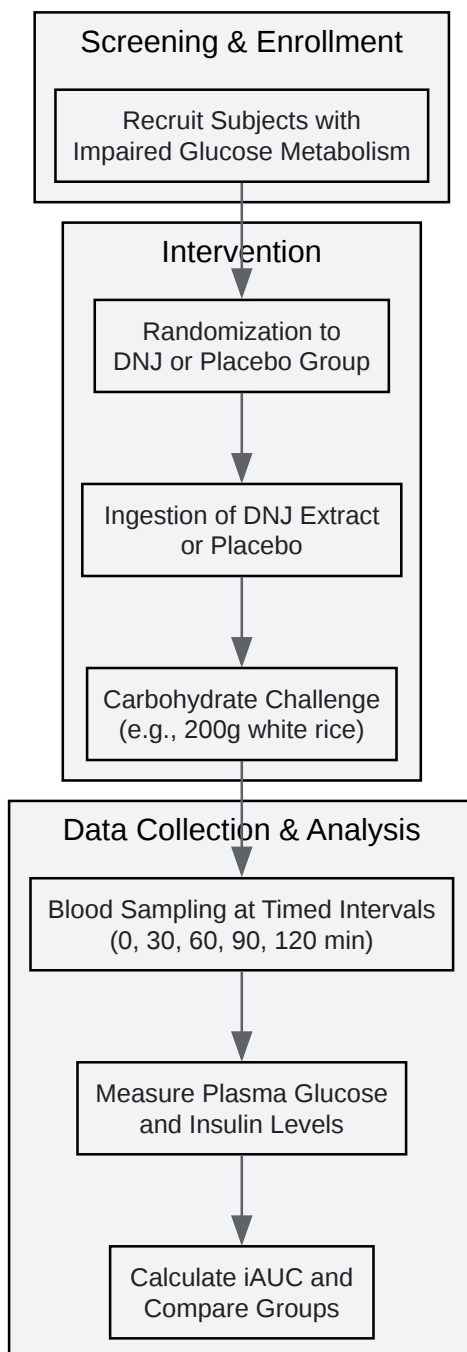 Screening & Enrollment
Recruit Subjects with
Impaired Glucose Metabolism
Intervention
Randomization to
DNJ or Placebo Group
Ingestion of DNJ Extract
or Placebo
Carbohydrate Challenge
(e.g., 200g white rice)
Data Collection & Analysis
Blood Sampling at Timed Intervals
(0, 30, 60, 90, 120 min)
Measure Plasma Glucose
and Insulin Levels
Calculate iAUC and
Compare Groups